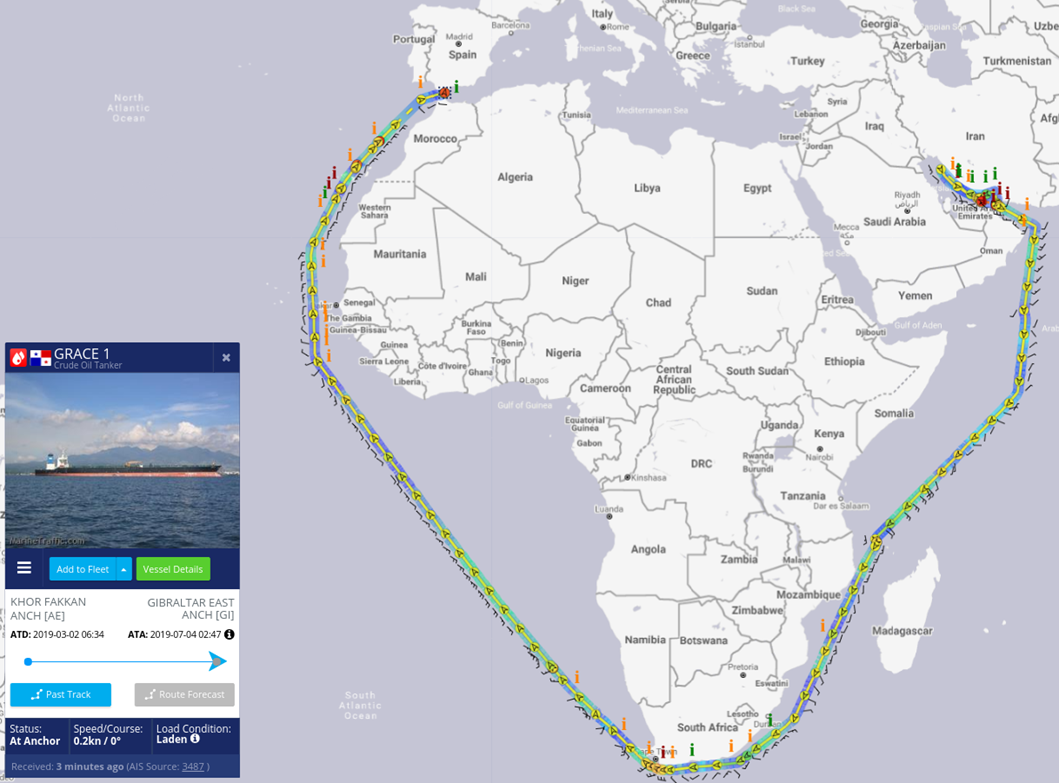 Italy
Rome
Barcelona
Madrid
Portugal
Spain
Black Sea
Bulgaria
Istanbul
Georgia
Azerbaijan
Turkmenistan
Greece
Turkey
Mediterranean Sea
Syria
Lebanon
Israel
Jordan
Iraq
Iran
North
Atlantic
Ocean
Morocco
Tunisia
Algeria
Libya
Egypt
Western
Sahara
Riyadh
الرياض
Saudi Arabia
Mecca
مكة
United Arab
Emirates
Oman
Yemen
Gulf of Aden
Mauritania
Mali
Niger
Chad
Sudan
Eritrea
Djibouti
Senegal
The Gambia
Guinea-Bissau
Guinea
Sierra Leone
Liberia
Burkina
Faso
Côte d'Ivoire
Ghana
Togo
Benin
Nigeria
Lagos
Gulf of Guinea
Cameroon
Central
African
Republic
South Sudan
Ethiopia
Somalia
Equatorial
Guinea
Gabon
DRC
Kinshasa
Uganda
Kenya
Nairobi
Rwanda
Burundi
Tanzania
Dar es Salaam
Luanda
Angola
Zambia
Malawi
Mozambique
Zimbabwe
Madagascar
Namibia
Botswana
Pretoria
Eswatini
Lesotho
South Africa
South
Atlantic
Ocean
GRACE 1
Crude Oil Tanker
MarineTraffic.com
Add to Fleet
Vessel Details
KHOR FAKKAN
ANCH [AE]
GIBRALTAR EAST
ANCH [GI]
ATD: 2019-03-02 06:34 ATA: 2019-07-04 02:47
Past Track
Route Forecast
Status: Speed/Course: Load Condition:
At Anchor 0.2kn / 0° Laden
Received: 3 minutes ago (AIS Source: 3487 )